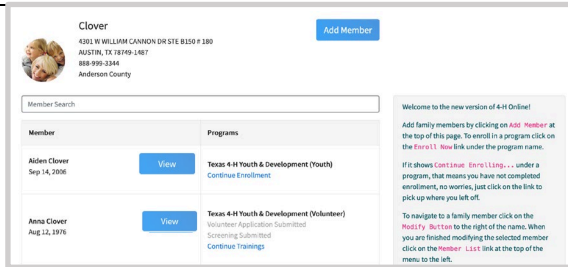 Clover
4301 W WILLIAM CANNON DR STE B150 # 180
AUSTIN, TX 78749-1487
888-999-3344
Anderson County
Add Member
Member Search
Member Programs
Aiden Clover
Sep 14, 2006
View
Texas 4-H Youth & Development (Youth)
Continue Enrollment
Anna Clover
Aug 12, 1976
View
Texas 4-H Youth & Development (Volunteer)
Volunteer Application Submitted
Screening Submitted
Continue Trainings
Welcome to the new version of 4-H Online!
Add family members by clicking on Add Member at
the top of this page. To enroll in a program click on
the Enroll Now link under the program name.
If it shows Continue Enrolling... under a
program, that means you have not completed
enrollment, no worries, just click on the link to
pick up where you left off.
To navigate to a family member click on the
Modify Button to the right of the name. When
you are finished modifying the selected member
click on the Member List link at the top of the
menu to the left.